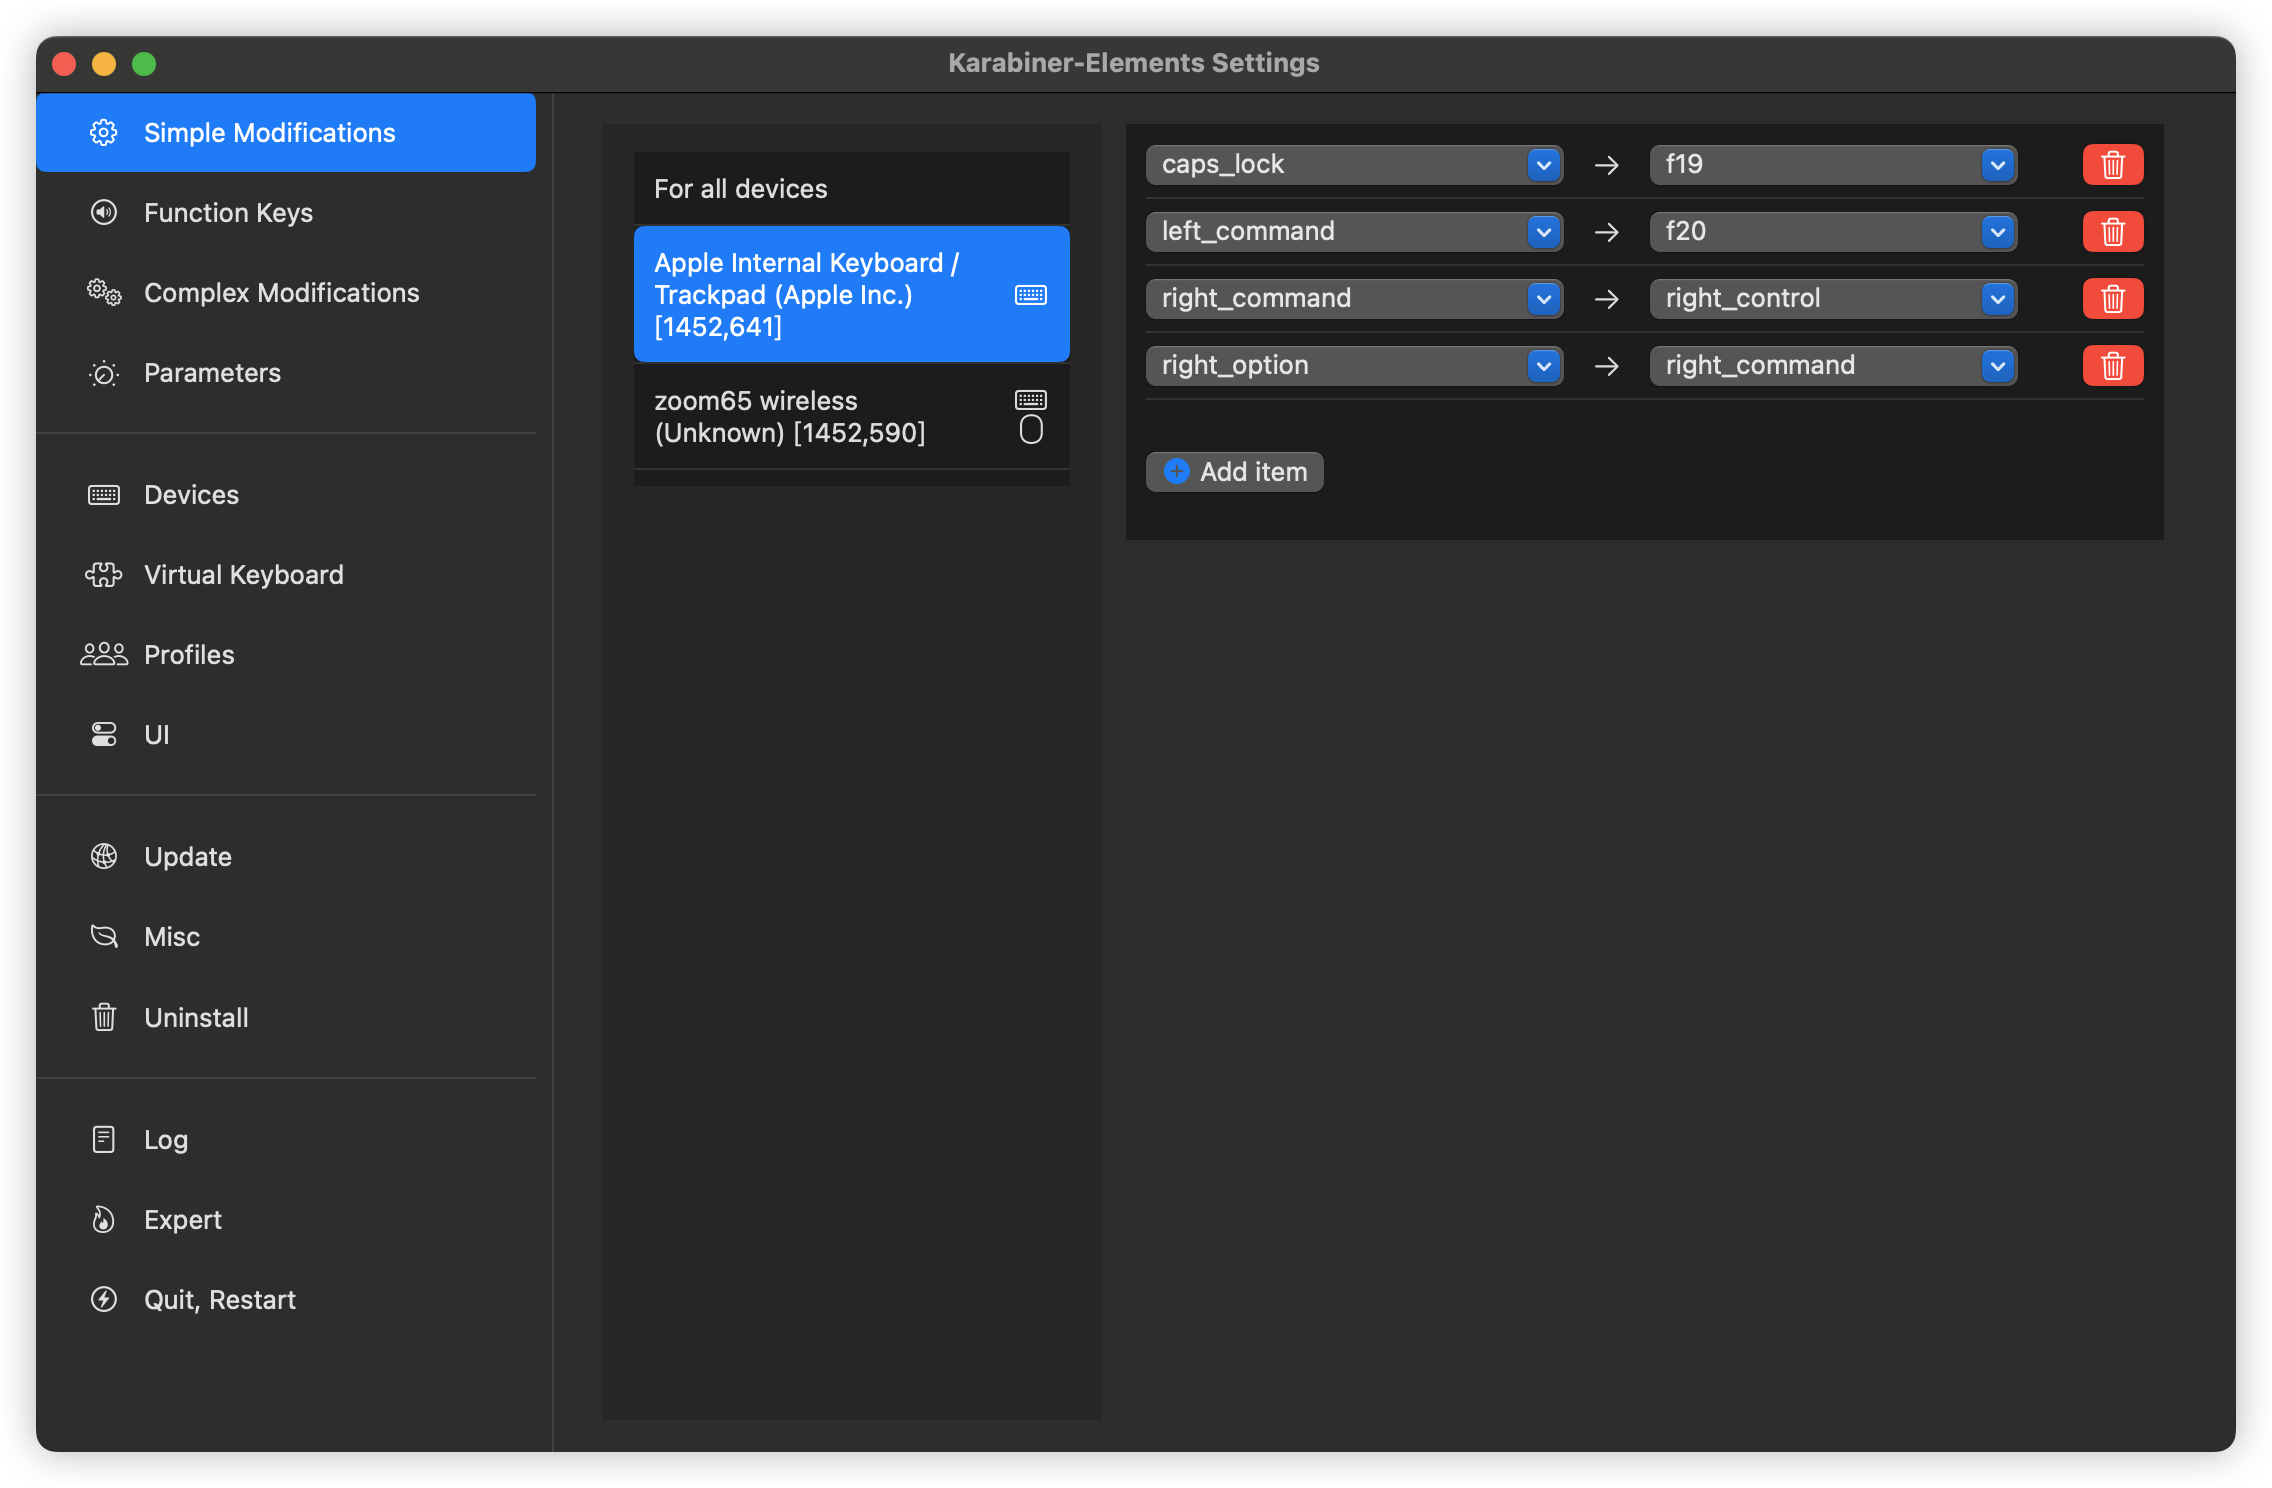 Karabiner-Elements Settings
Simple Modifications
Function Keys
Complex Modifications
Parameters
Devices
Virtual Keyboard
Profiles
UI
Update
Misc
Uninstall
Log
Expert
Quit, Restart
For all devices
Apple Internal Keyboard /
Trackpad (Apple Inc.)
[1452,641]
zoom65 wireless
(Unknown) [1452,590]
caps_lock → f19
left_command → f20
right_command → right_control
right_option → right_command
Add item